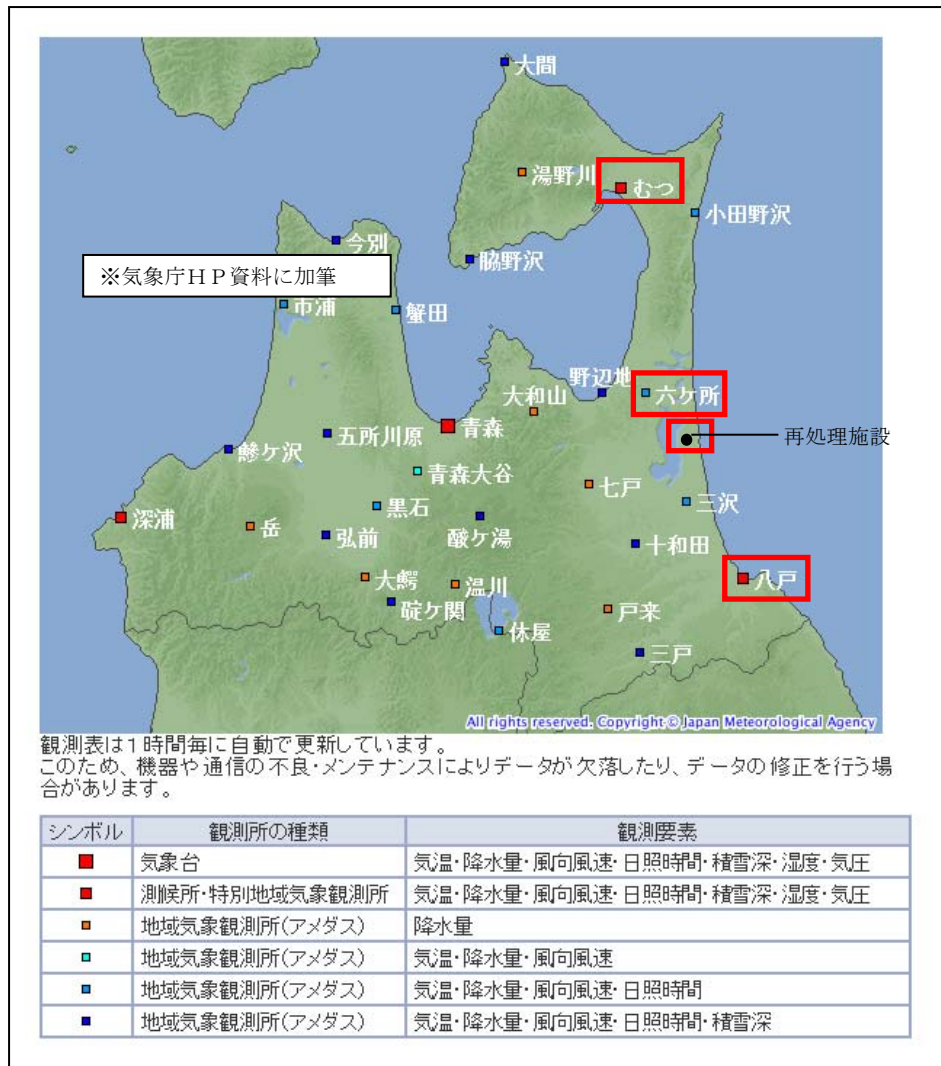 大間
湯野川
むつ
小田野沢
今別
脇野沢
※気象庁HP資料に加筆
市浦
蟹田
野辺地
六ケ所
大和山
青森
再処理施設
五所川原
鰺ケ沢
青森大谷
七戸
三沢
黒石
深浦
岳
弘前
酸ケ湯
十和田
八戸
大鰐
温川
碇ケ関
戸来
休屋
三戸
All rights reserved. Copyright © Japan Meteorological Agency
観測表は1時間毎に自動で更新しています。
このため、機器や通信の不良・メンテナンスによりデータが欠落したり、データの修正を行う場
合があります。
シンボル 観測所の種類 観測要素
気象台 気温・降水量・風向風速・日照時間・積雪深・湿度・気圧
測候所・特別地域気象観測所 気温・降水量・風向風速・日照時間・積雪深・湿度・気圧
地域気象観測所(アメダス) 降水量
地域気象観測所(アメダス) 気温・降水量・風向風速
地域気象観測所(アメダス) 気温・降水量・風向風速・日照時間
地域気象観測所(アメダス) 気温・降水量・風向風速・日照時間・積雪深